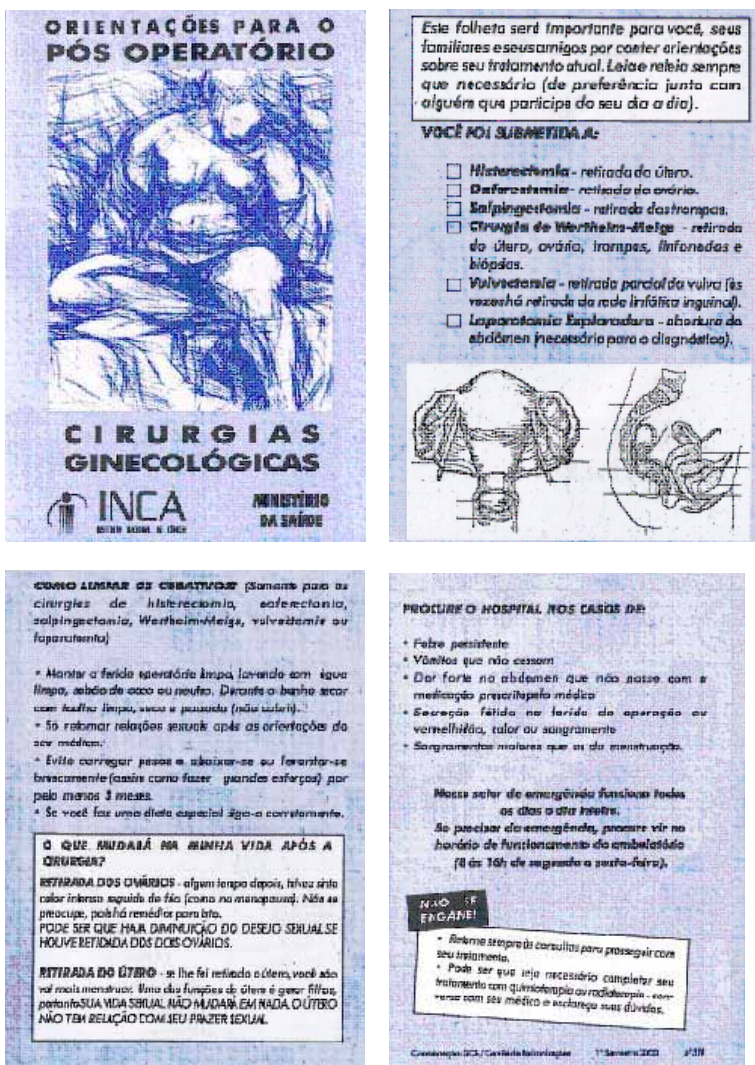 ORIENTAÇÕES PARA O
PÓS OPERATÓRIO
CIRURGIAS
GINECOLÓGICAS
INCA
MINISTÉRIO
DA SAÚDE
Este folheto será importante para você, seus
familiares e seus amigos por conter orientações
sobre seu tratamento atual. Leia e releia sempre
que necessário (de preferência junto com
alguém que participe do seu dia a dia).
VOCÊ FOI SUBMETIDA A:
Histerectomia - retirada do útero.
Ooforectomia - retirada do ovário.
Salpingectomia - retirada das trompas.
Cirurgia de Wertheim-Meigs - retirada
do útero, ovário, trompas, linfonodos e
biópsias.
Vulvectomia - retirada parcial da vulva (às
vezes há retirada da rede linfática inguinal).
Laparotomia Exploradora - abertura do
abdômen (necessária para o diagnóstico).
COMO LIMPAR OS CURATIVOS? (Somente para as
cirurgias de histerectomia, ooferectomia,
salpingectomia, Wertheim-Meigs, vulvectomia ou
laparotomia)
* Manter a ferida operatória limpa, lavando com água
limpa, sabão de coco ou neutro. Durante o banho secar
com toalha limpa, seca e passada (não cobrir).
* Só retomar relações sexuais após as orientações do
seu médico.
* Evite carregar pesos e abaixar-se ou levantar-se
bruscamente (assim como fazer grandes esforços) por
pelo menos 3 meses.
* Se você faz uma dieta especial siga-a corretamente.
O QUE MUDARÁ NA MINHA VIDA APÓS A
CIRURGIA?
RETIRADA DOS OVÁRIOS - algum tempo depois, talvez sinta
calor intenso seguido de frio (como na menopausa). Não se
preocupe, pois há remédios para isto.
PODE SER QUE HAJA DIMINUIÇÃO DO DESEJO SEXUAL SE
HOUVE RETIRADA DOS DOIS OVÁRIOS.
RETIRADA DO ÚTERO - se lhe foi retirado o útero, você não
vai mais menstruar. Uma das funções do útero é gerar filhos,
portanto SUA VIDA SEXUAL NÃO MUDARÁ EM NADA. O ÚTERO
NÃO TEM RELAÇÃO COM SEU PRAZER SEXUAL.
PROCURE O HOSPITAL NOS CASOS DE:
* Febre persistente
* Vômitos que não cessam
* Dor forte no abdomen que não passe com a
medicação prescrita pelo médico
* Secreção fétida na ferida da operação ou
vermelhidão, calor ou sangramento
* Sangramentos maiores que os da menstruação.
Nosso setor de emergência funciona todos
os dias o dia inteiro.
Se precisar da emergência, procure vir no
horário de funcionamento do ambulatório
(8 às 16h de segunda a sexta-feira).
NÃO SE
ENGANE!
* Retorne sempre às consultas para prosseguir com
seu tratamento.
* Pode ser que seja necessário completar seu
tratamento com quimioterapia ou radioterapia - con-
verse com seu médico e esclareça suas dúvidas.
1º Semestre 2000